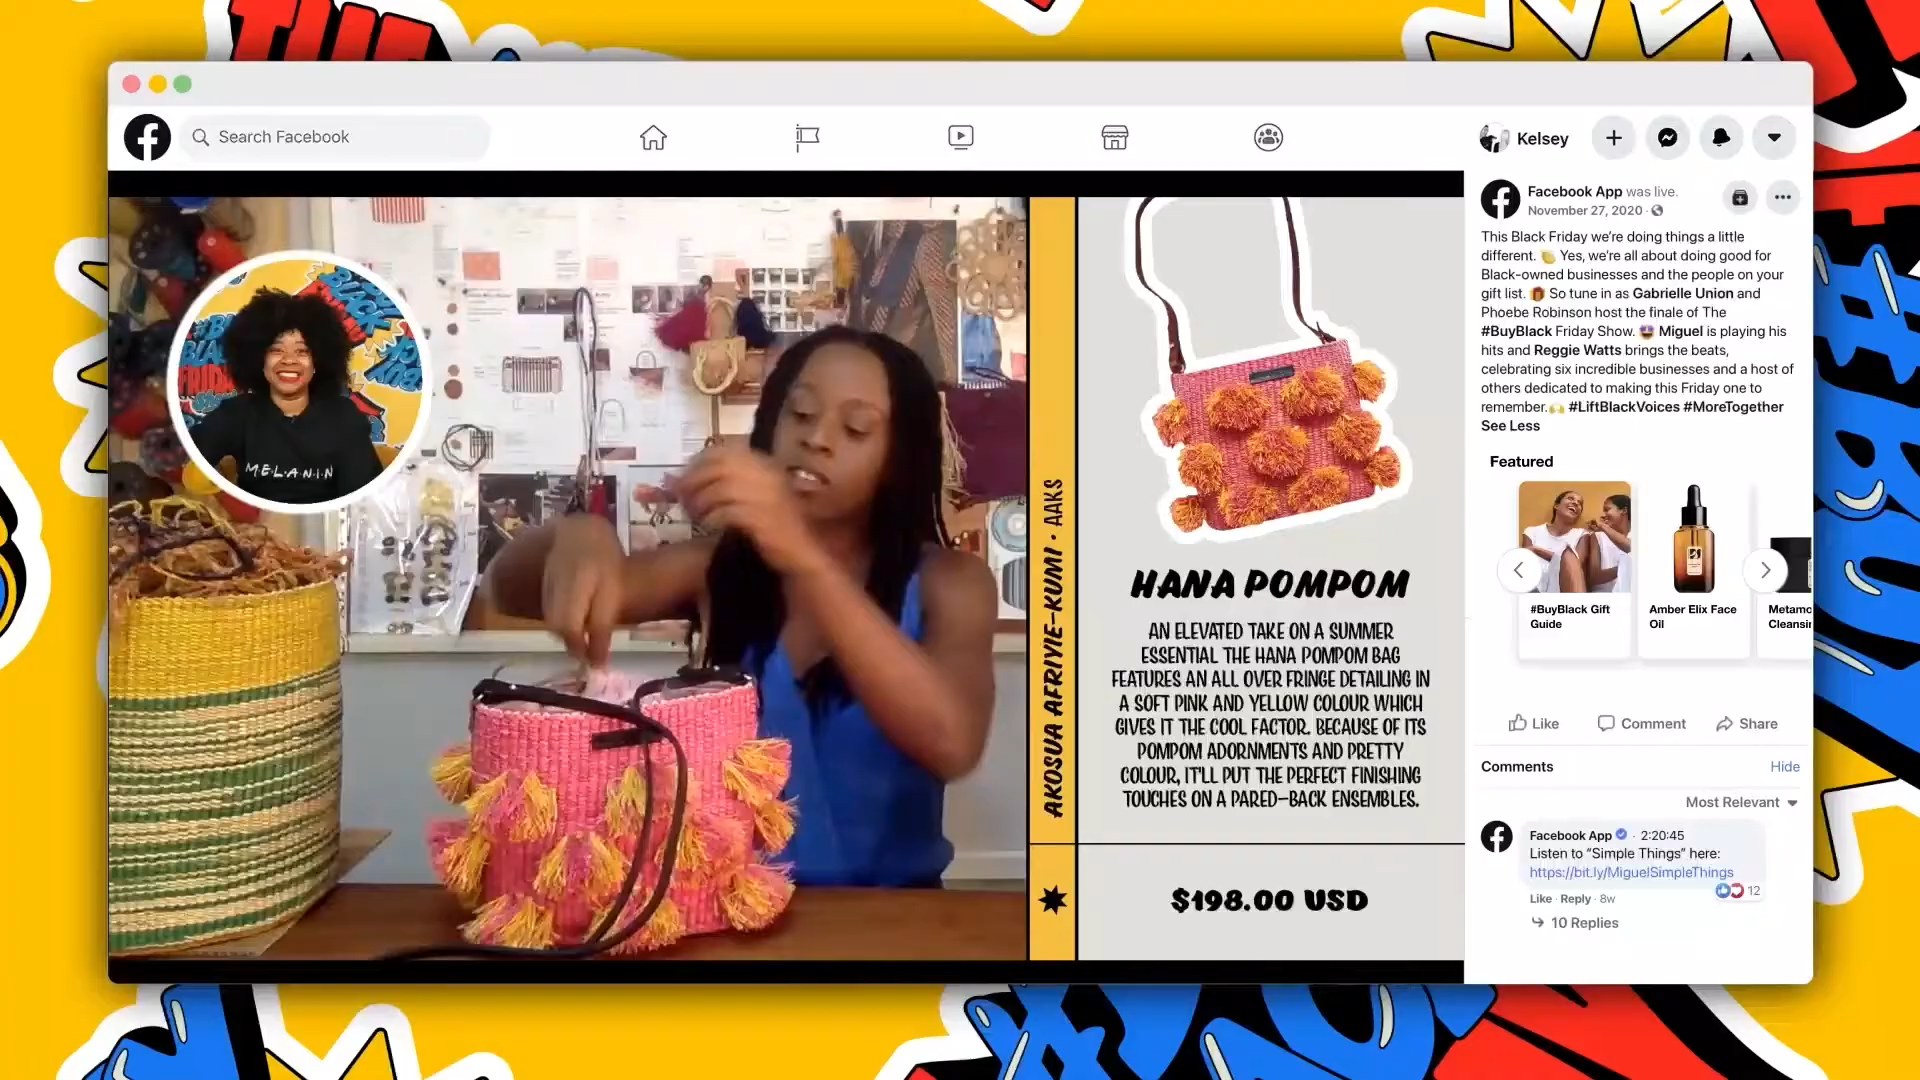 THE
Search Facebook
Kelsey
M·E·L·A·N·I·N
AKOSUA AFRIYIE-KUMI • AAKS
HANA POMPOM
AN ELEVATED TAKE ON A SUMMER
ESSENTIAL THE HANA POMPOM BAG
FEATURES AN ALL OVER FRINGE DETAILING IN
A SOFT PINK AND YELLOW COLOUR WHICH
GIVES IT THE COOL FACTOR. BECAUSE OF ITS
POMPOM ADORNMENTS AND PRETTY
COLOUR, IT'LL PUT THE PERFECT FINISHING
TOUCHES ON A PARED-BACK ENSEMBLES.
$198.00 USD
Facebook App was live.
November 27, 2020 ·
This Black Friday we're doing things a little
different. Yes, we're all about doing good for
Black-owned businesses and the people on your
gift list. So tune in as Gabrielle Union and
Phoebe Robinson host the finale of The
#BuyBlack Friday Show. Miguel is playing his
hits and Reggie Watts brings the beats,
celebrating six incredible businesses and a host of
others dedicated to making this Friday one to
remember. #LiftBlackVoices #MoreTogether
See Less
Featured
#BuyBlack Gift
Guide
Amber Elix Face
Oil
Metamo
Cleansin
Like
Comment
Share
Comments
Hide
Most Relevant
Facebook App · 2:20:45
Listen to “Simple Things” here:
https://bit.ly/MiguelSimpleThings
12
Like · Reply · 8w
10 Replies